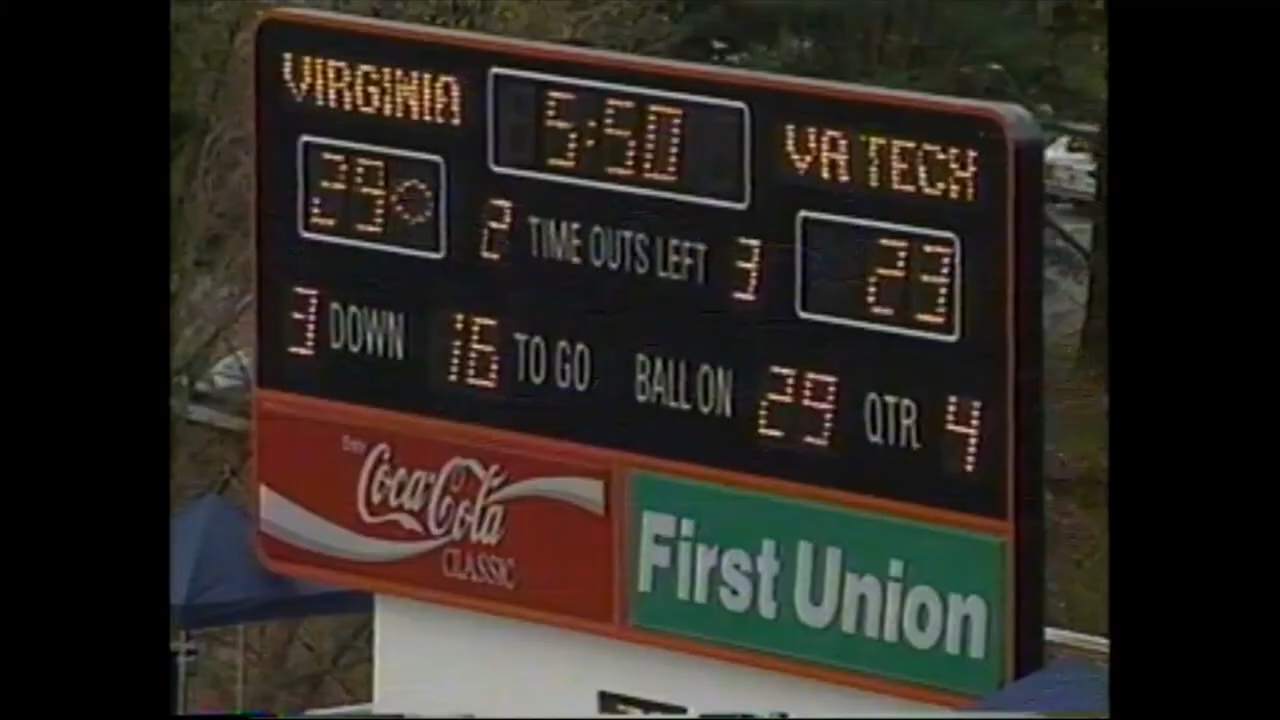 VIRGINIA 5:50 VA TECH
29 23
2 TIME OUTS LEFT 3
3 DOWN 16 TO GO BALL ON 29 QTR 4
Coca-Cola
CLASSIC
First Union